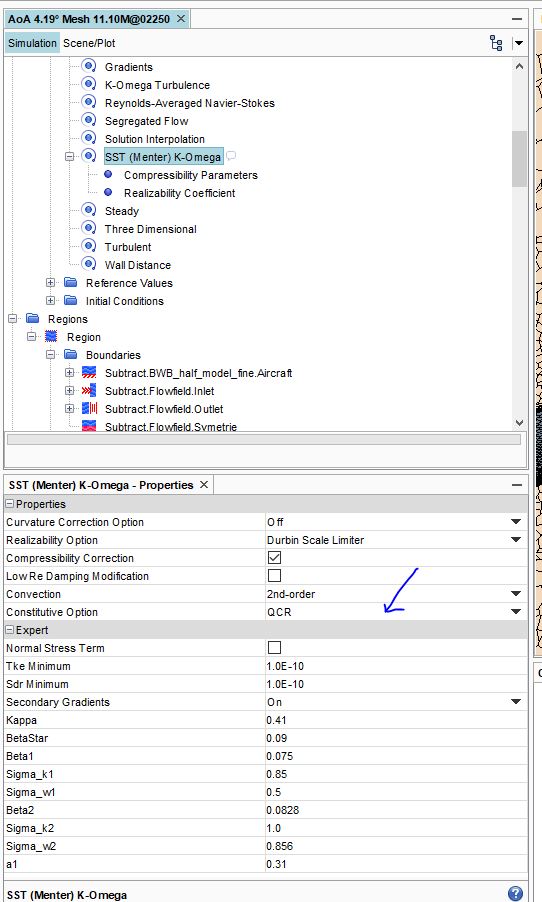 AoA 4.19° Mesh 11.10M@02250
Simulation Scene/Plot
Gradients
K-Omega Turbulence
Reynolds-Averaged Navier-Stokes
Segregated Flow
Solution Interpolation
SST (Menter) K-Omega
Compressibility Parameters
Realizability Coefficient
Steady
Three Dimensional
Turbulent
Wall Distance
Reference Values
Initial Conditions
Regions
Region
Boundaries
Subtract.BWB_half_model_fine.Aircraft
Subtract.Flowfield.Inlet
Subtract.Flowfield.Outlet
Subtract.Flowfield.Symetrie
SST (Menter) K-Omega - Properties
Properties
Curvature Correction Option Off
Realizability Option Durbin Scale Limiter
Compressibility Correction
Low Re Damping Modification
Convection 2nd-order
Constitutive Option QCR
Expert
Normal Stress Term
Tke Minimum 1.0E-10
Sdr Minimum 1.0E-10
Secondary Gradients On
Kappa 0.41
BetaStar 0.09
Beta1 0.075
Sigma_k1 0.85
Sigma_w1 0.5
Beta2 0.0828
Sigma_k2 1.0
Sigma_w2 0.856
a1 0.31
SST (Menter) K-Omega